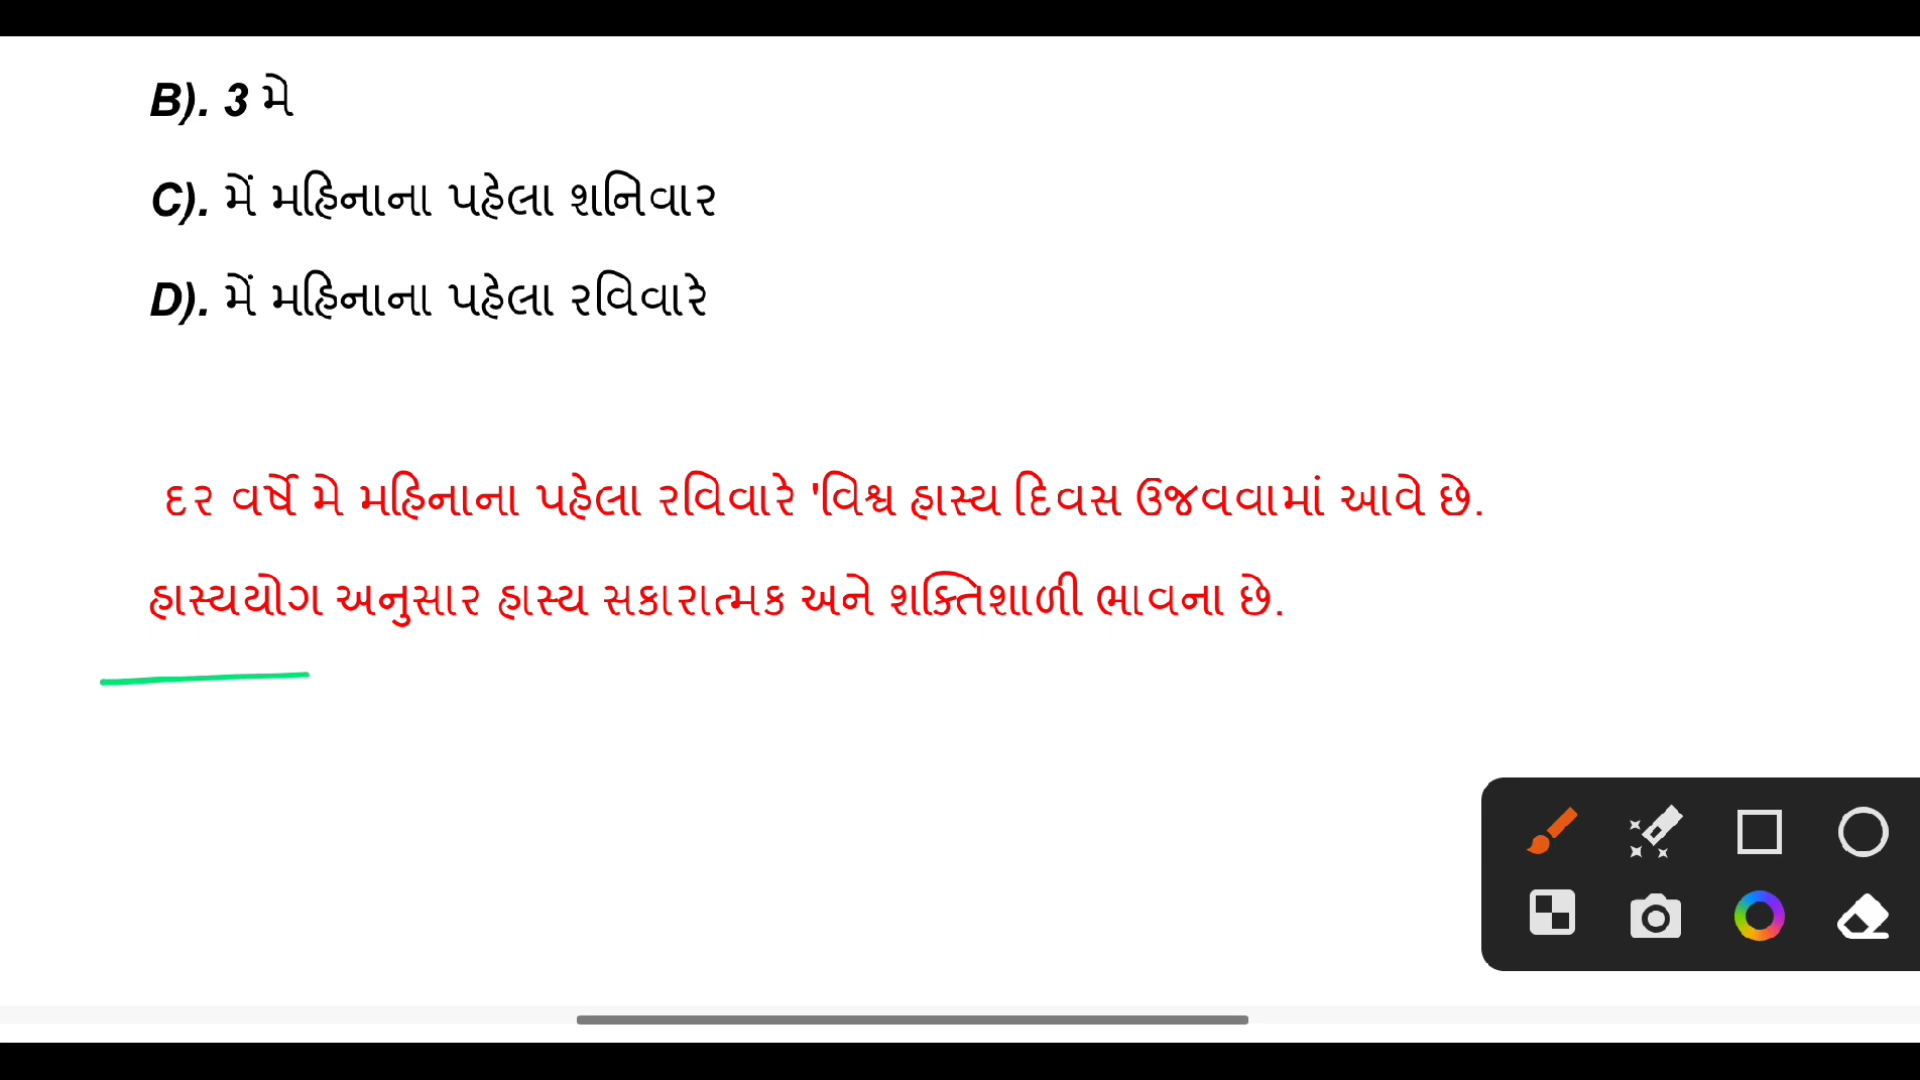 B). 3 મે
C). મેં મહિનાના પહેલા શનિવાર
D). મેં મહિનાના પહેલા રવિવારે
દર વર્ષે મે મહિનાના પહેલા રવિવારે 'વિશ્વ હાસ્ય દિવસ ઉજવવામાં આવે છે.
હાસ્યયોગ અનુસાર હાસ્ય સકારાત્મક અને શક્તિશાળી ભાવના છે.